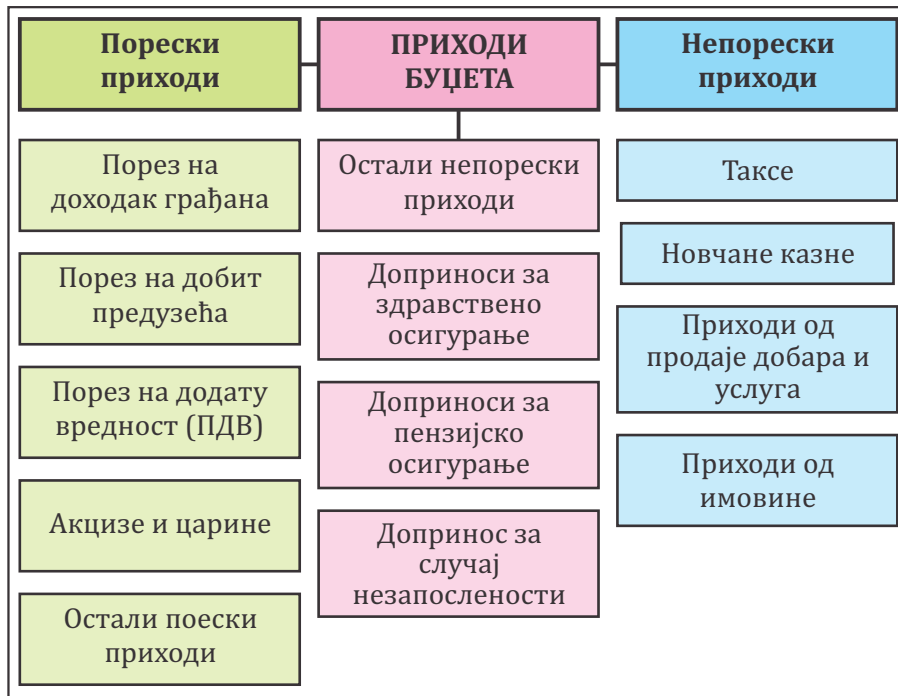 Порески
приходи
ПРИХОДИ
БУЏЕТА
Непорески
приходи
Порез на
доходак грађана
Порез на добит
предузећа
Порез на додату
вредност (ПДВ)
Акцизе и царине
Остали поески
приходи
Остали непорески
приходи
Доприноси за
здравствено
осигурање
Доприноси за
пензијско
осигурање
Допринос за
случај
незапослености
Таксе
Новчане казне
Приходи од
продаје добара и
услуга
Приходи од
имовине